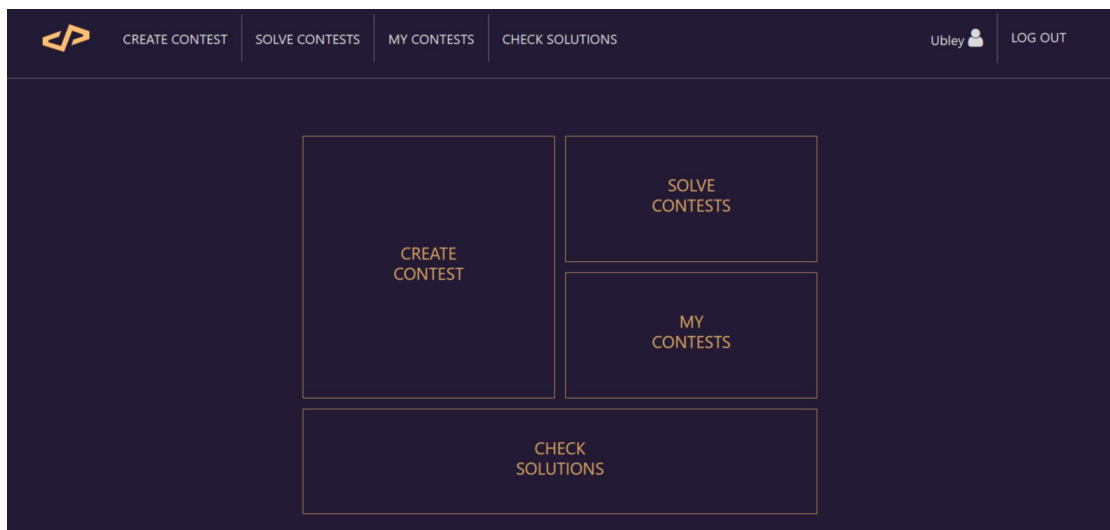 CREATE CONTEST
SOLVE CONTESTS
MY CONTESTS
CHECK SOLUTIONS
Ubley
LOG OUT
CREATE
CONTEST
SOLVE
CONTESTS
MY
CONTESTS
CHECK
SOLUTIONS